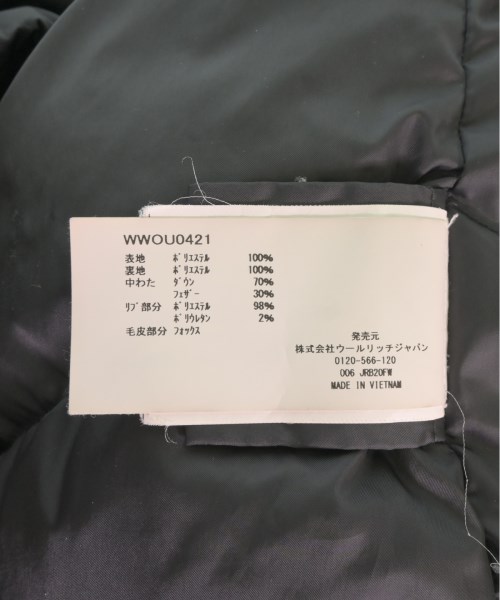 WWOU0421
表地 ﾎﾟﾘｴｽﾃﾙ 100%
裏地 ﾎﾟﾘｴｽﾃﾙ 100%
中わた ﾀﾞｳﾝ 70%
ﾌｪｻﾞｰ 30%
ﾘﾌﾞ部分 ﾎﾟﾘｴｽﾃﾙ 98%
ﾎﾟﾘｳﾚﾀﾝ 2%
毛皮部分 ﾌｫｯｸｽ
発売元
株式会社ウールリッチジャパン
0120-566-120
006 JRB20FW
MADE IN VIETNAM